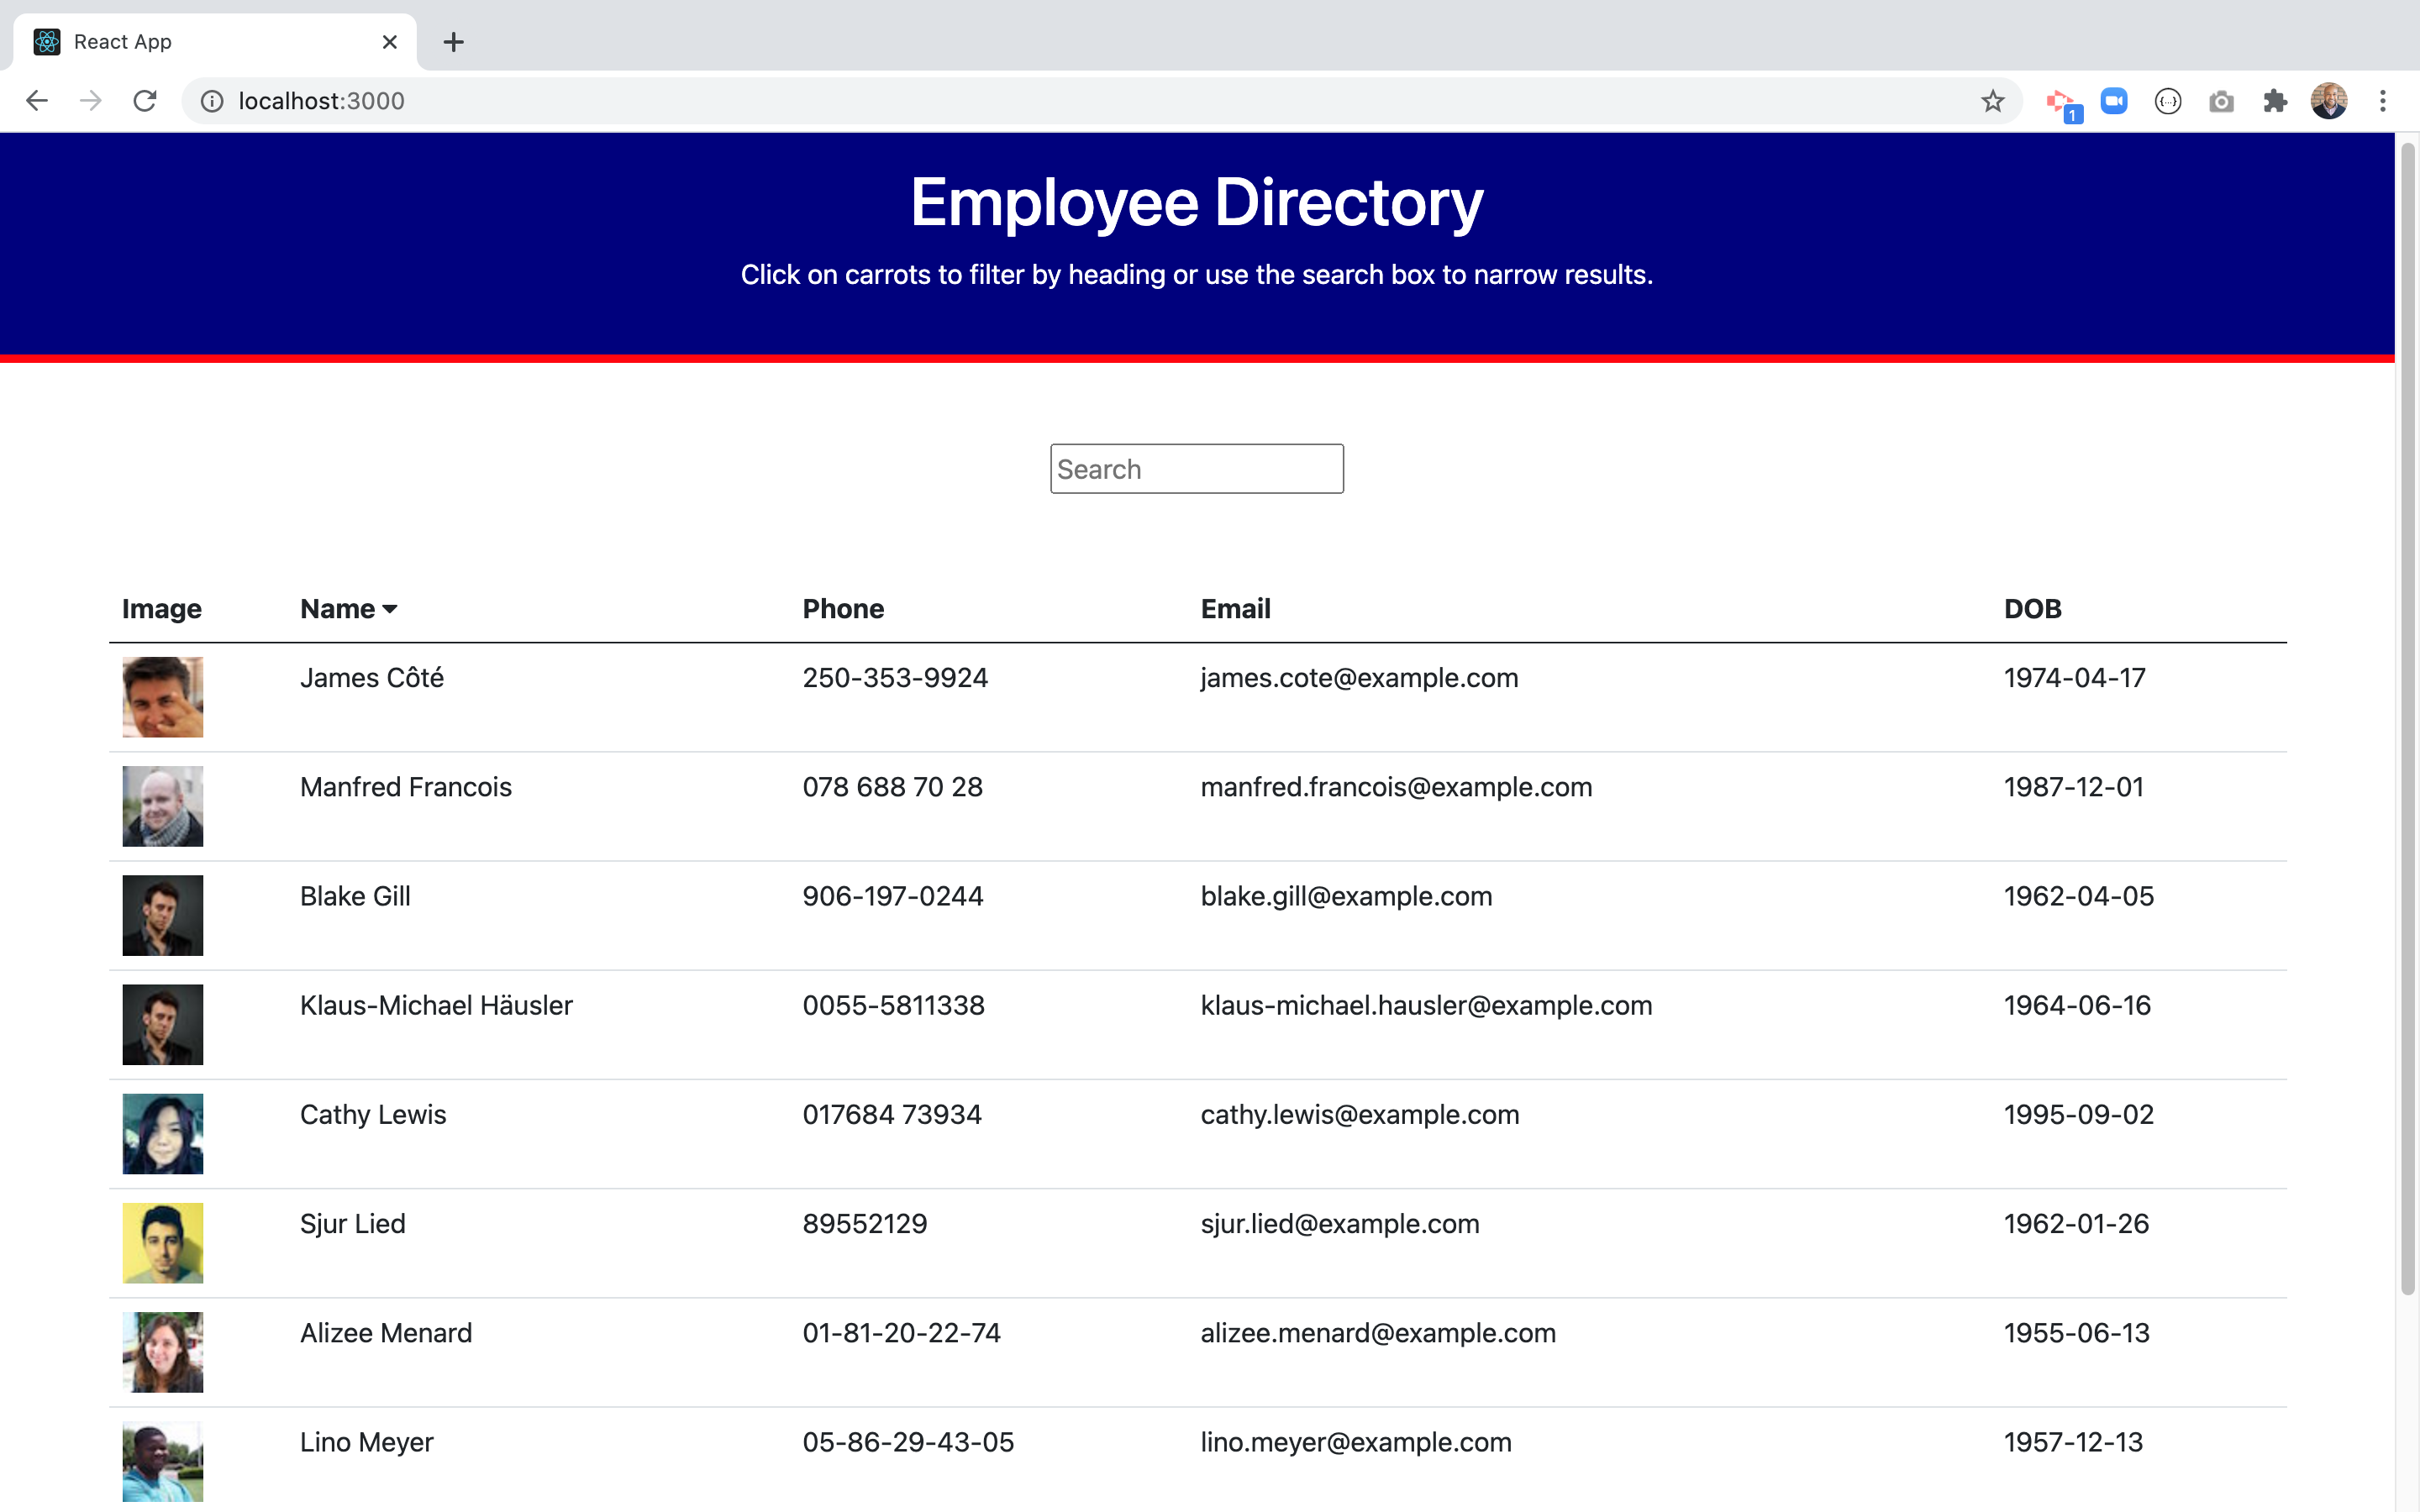 React App
localhost:3000
1
Employee Directory
Click on carrots to filter by heading or use the search box to narrow results.
Search
Image Name Phone Email DOB
James Côté 250-353-9924 james.cote@example.com 1974-04-17
Manfred Francois 078 688 70 28 manfred.francois@example.com 1987-12-01
Blake Gill 906-197-0244 blake.gill@example.com 1962-04-05
Klaus-Michael Häusler 0055-5811338 klaus-michael.hausler@example.com 1964-06-16
Cathy Lewis 017684 73934 cathy.lewis@example.com 1995-09-02
Sjur Lied 89552129 sjur.lied@example.com 1962-01-26
Alizee Menard 01-81-20-22-74 alizee.menard@example.com 1955-06-13
Lino Meyer 05-86-29-43-05 lino.meyer@example.com 1957-12-13